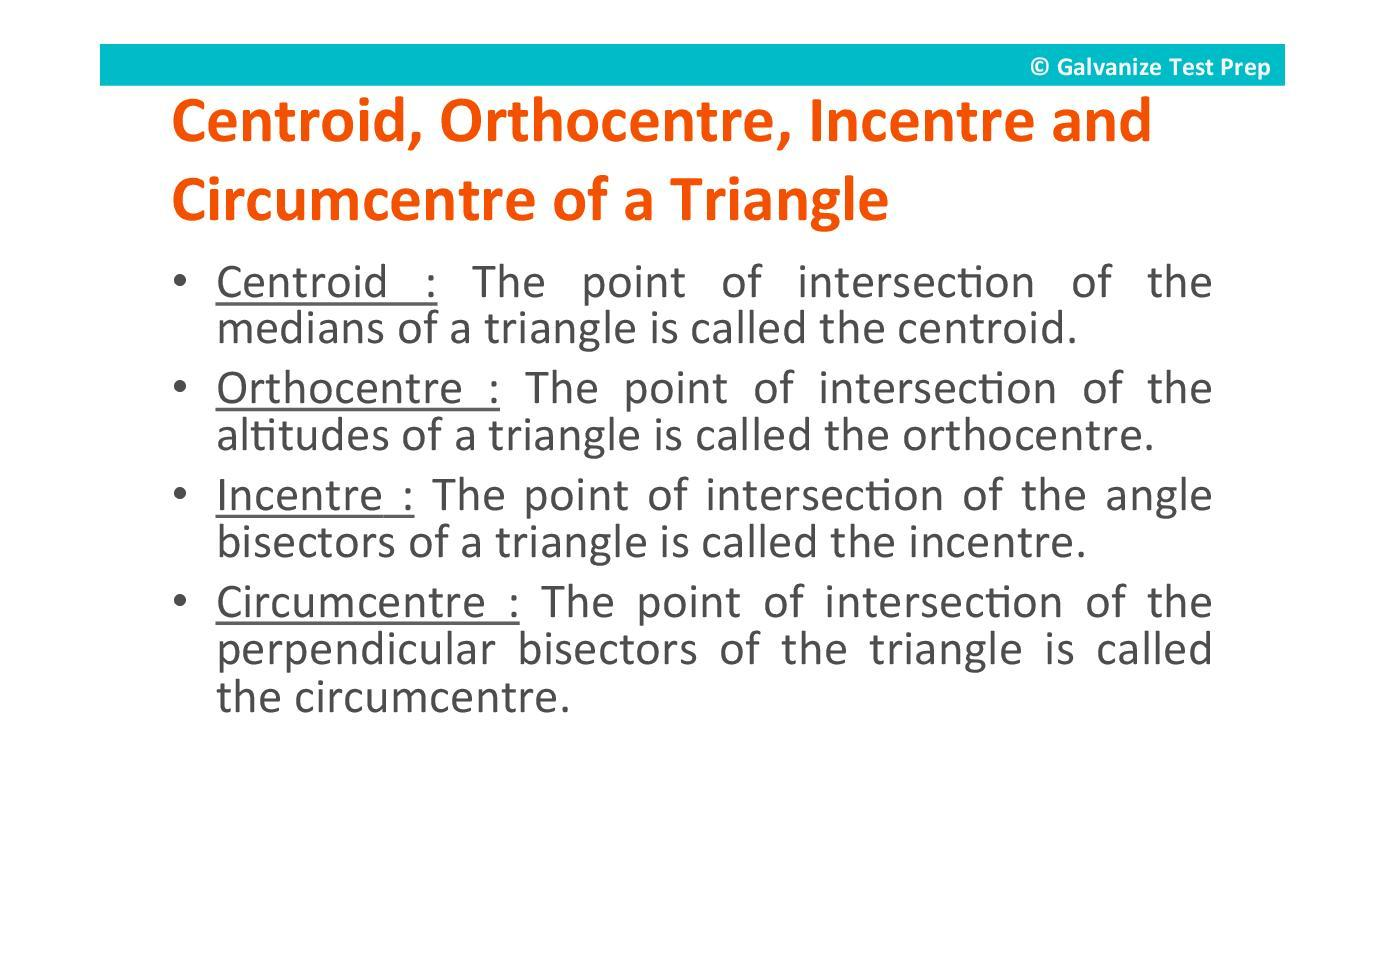 © Galvanize Test Prep
Centroid, Orthocentre, Incentre and
Circumcentre of a Triangle
• Centroid : The point of intersection of the
medians of a triangle is called the centroid.
• Orthocentre : The point of intersection of the
altitudes of a triangle is called the orthocentre.
• Incentre : The point of intersection of the angle
bisectors of a triangle is called the incentre.
• Circumcentre : The point of intersection of the
perpendicular bisectors of the triangle is called
the circumcentre.